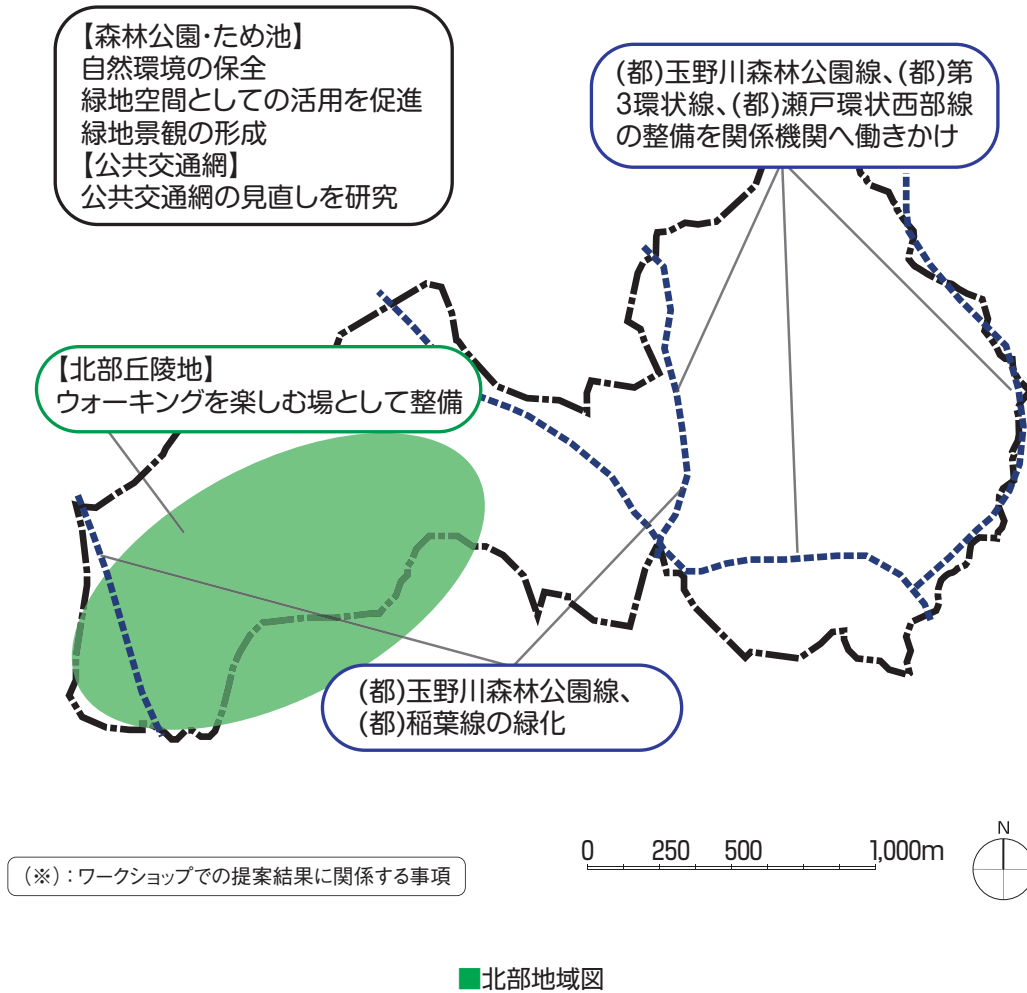 【森林公園・ため池】
自然環境の保全
緑地空間としての活用を促進
緑地景観の形成
【公共交通網】
公共交通網の見直しを研究
(都)玉野川森林公園線、(都)第
3環状線、(都)瀬戸環状西部線
の整備を関係機関へ働きかけ
【北部丘陵地】
ウォーキングを楽しむ場として整備
(都)玉野川森林公園線、
(都)稲葉線の緑化
(※):ワークショップでの提案結果に関係する事項
0 250 500 1,000m
N
■北部地域図